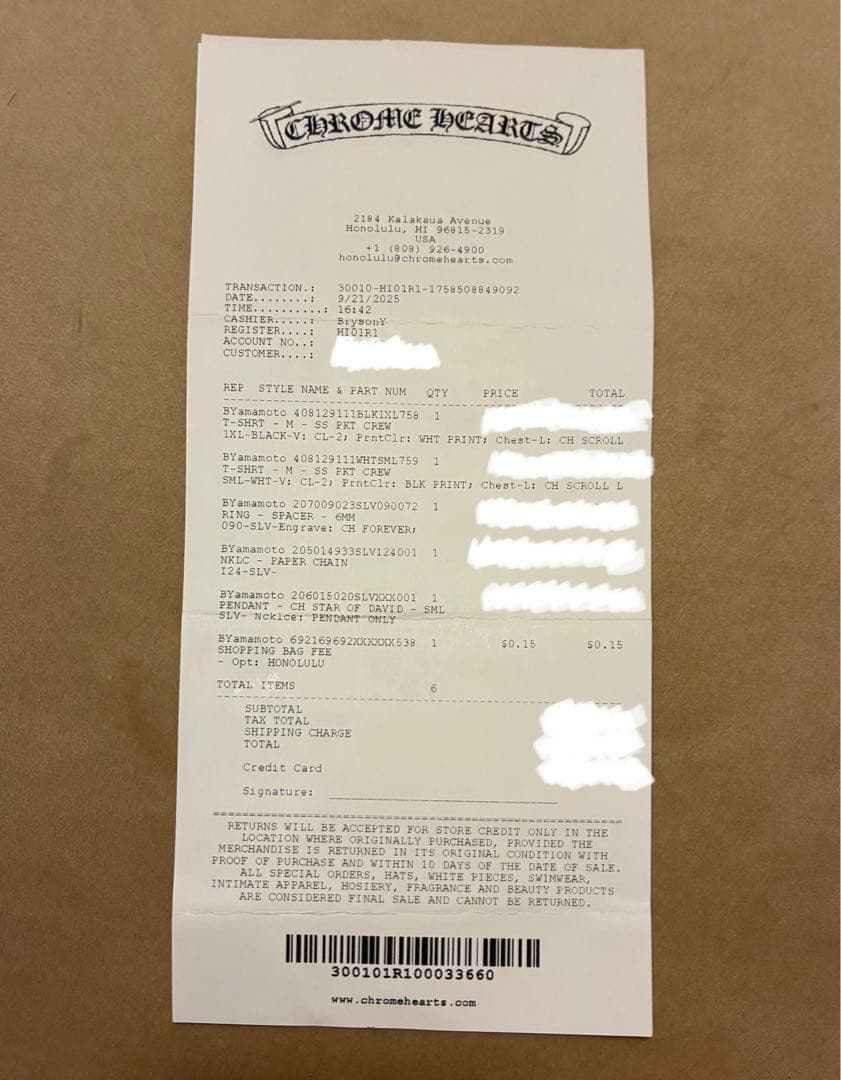 CHROME HEARTS
2184 Kalakaua Avenue
Honolulu, HI 96815-2319
USA
+1 (808) 926-4900
honolulu@chromehearts.com
TRANSACTION.: 30010-HI01R1-1758508849092
DATE........: 9/21/2025
TIME..........: 16:42
CASHIER.....: BrysonY
REGISTER....: HI01R1
ACCOUNT NO..:
CUSTOMER....:
REP STYLE NAME & PART NUM QTY PRICE TOTAL
BYamamoto 408129111BLK1XL758 1
T-SHRT - M - SS PKT CREW
1XL-BLACK-V: CL-2; PrntClr: WHT PRINT; Chest-L: CH SCROLL
BYamamoto 408129111WHTSML759 1
T-SHRT - M - SS PKT CREW
SML-WHT-V: CL-2; PrntClr: BLK PRINT; Chest-L: CH SCROLL L
BYamamoto 207009023SLV090072 1
RING - SPACER - 6MM
090-SLV-Engrave: CH FOREVER;
BYamamoto 205014933SLVI24001 1
NKLC - PAPER CHAIN
I24-SLV-
BYamamoto 206015020SLVXXX001 1
PENDANT - CH STAR OF DAVID - SML
SLV- Ncklce: PENDANT ONLY
BYamamoto 692169692XXXXXX538 1 $0.15 $0.15
SHOPPING BAG FEE
- Opt: HONOLULU
TOTAL ITEMS 6
SUBTOTAL
TAX TOTAL
SHIPPING CHARGE
TOTAL
Credit Card
Signature:
RETURNS WILL BE ACCEPTED FOR STORE CREDIT ONLY IN THE
LOCATION WHERE ORIGINALLY PURCHASED, PROVIDED THE
MERCHANDISE IS RETURNED IN ITS ORIGINAL CONDITION WITH
PROOF OF PURCHASE AND WITHIN 10 DAYS OF THE DATE OF SALE.
ALL SPECIAL ORDERS, HATS, WHITE PIECES, SWIMWEAR,
INTIMATE APPAREL, HOSIERY, FRAGRANCE AND BEAUTY PRODUCTS
ARE CONSIDERED FINAL SALE AND CANNOT BE RETURNED.
300101R100033660
www.chromehearts.com